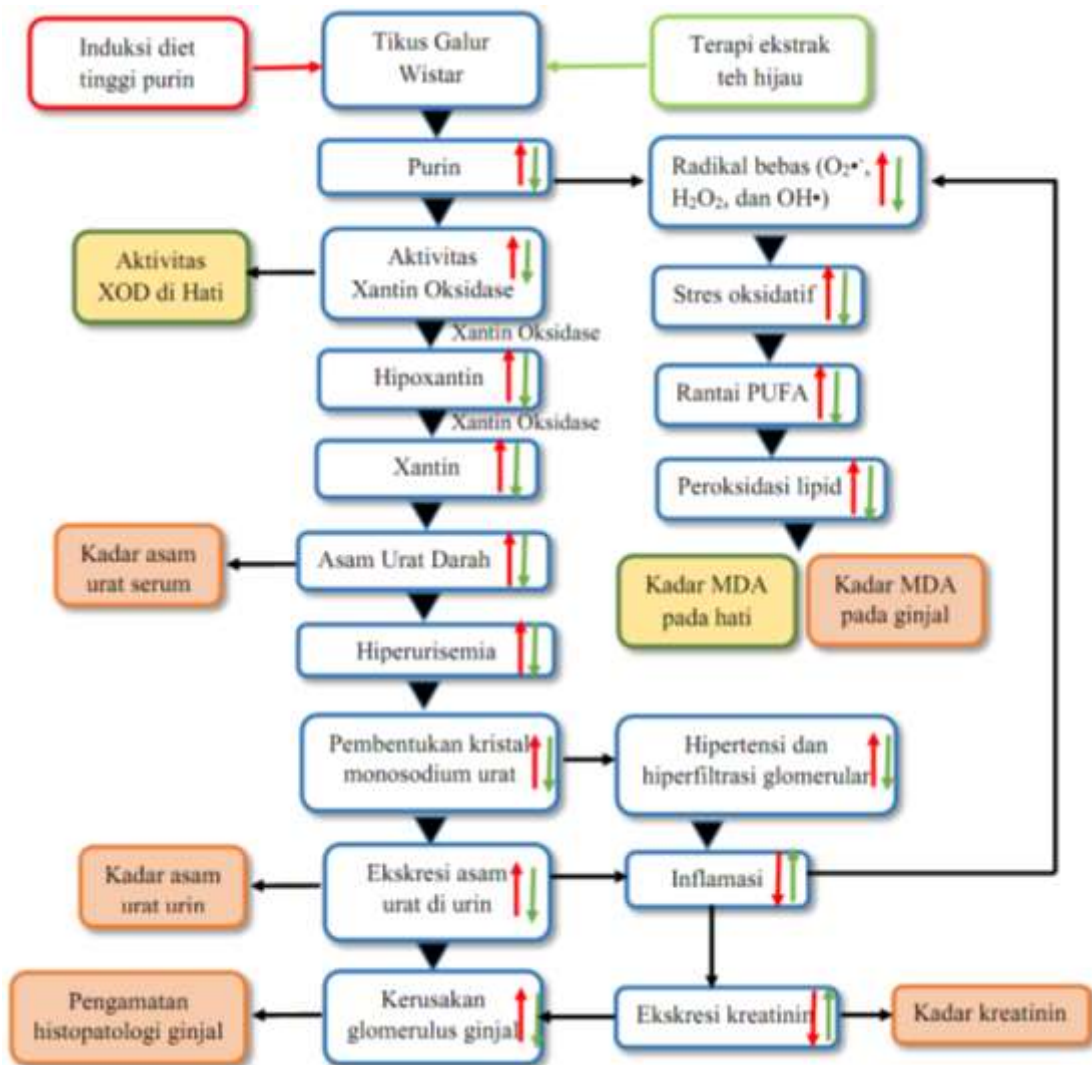 Induksi diet
tinggi purin
Tikus Galur
Wistar
Terapi ekstrak
teh hijau
Purin
Radikal bebas (O₂•⁻,
H₂O₂, dan OH•)
Aktivitas
XOD di Hati
Aktivitas
Xantin Oksidase
Stres oksidatif
Xantin Oksidase
Hipoxantin
Rantai PUFA
Xantin Oksidase
Xantin
Peroksidasi lipid
Kadar asam
urat serum
Asam Urat Darah
Kadar MDA
pada hati
Kadar MDA
pada ginjal
Hiperurisemia
Pembentukan kristal
monosodium urat
Hipertensi dan
hiperfiltrasi glomerular
Kadar asam
urat urin
Ekskresi asam
urat di urin
Inflamasi
Pengamatan
histopatologi ginjal
Kerusakan
glomerulus ginjal
Ekskresi kreatinin
Kadar kreatinin